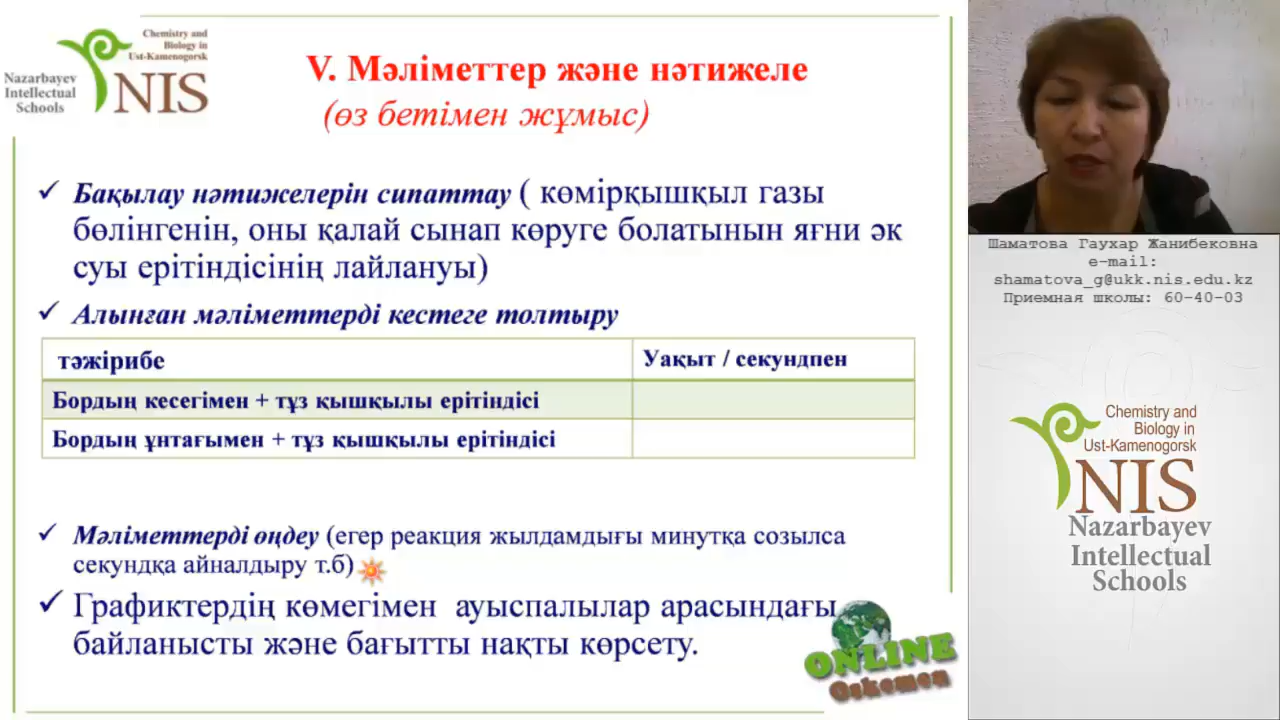 Chemistry and
Biology in
Ust-Kamenogorsk
NIS
Nazarbayev
Intellectual
Schools
V. Мәліметтер және нәтижеле
(өз бетімен жұмыс)
✓ Бақылау нәтижелерін сипаттау ( көмірқышқыл газы
бөлінгенін, оны қалай сынап көруге болатынын яғни әк
суы ерітіндісінің лайлануы)
✓ Алынған мәліметтерді кестеге толтыру
тәжірибе Уақыт / секундпен
Бордың кесегімен + тұз қышқылы ерітіндісі
Бордың ұнтағымен + тұз қышқылы ерітіндісі
✓ Мәліметтерді өңдеу (егер реакция жылдамдығы минутқа созылса
секундқа айналдыру т.б)
✓ Графиктердің көмегімен ауыспалылар арасындағы
байланысты және бағытты нақты көрсету.
ONLINE
Oskemen
Шаматова Гаухар Жанибековна
e-mail:
shamatova_g@ukk.nis.edu.kz
Приемная школы: 60-40-03
Chemistry and
Biology in
Ust-Kamenogorsk
NIS
Nazarbayev
Intellectual
Schools